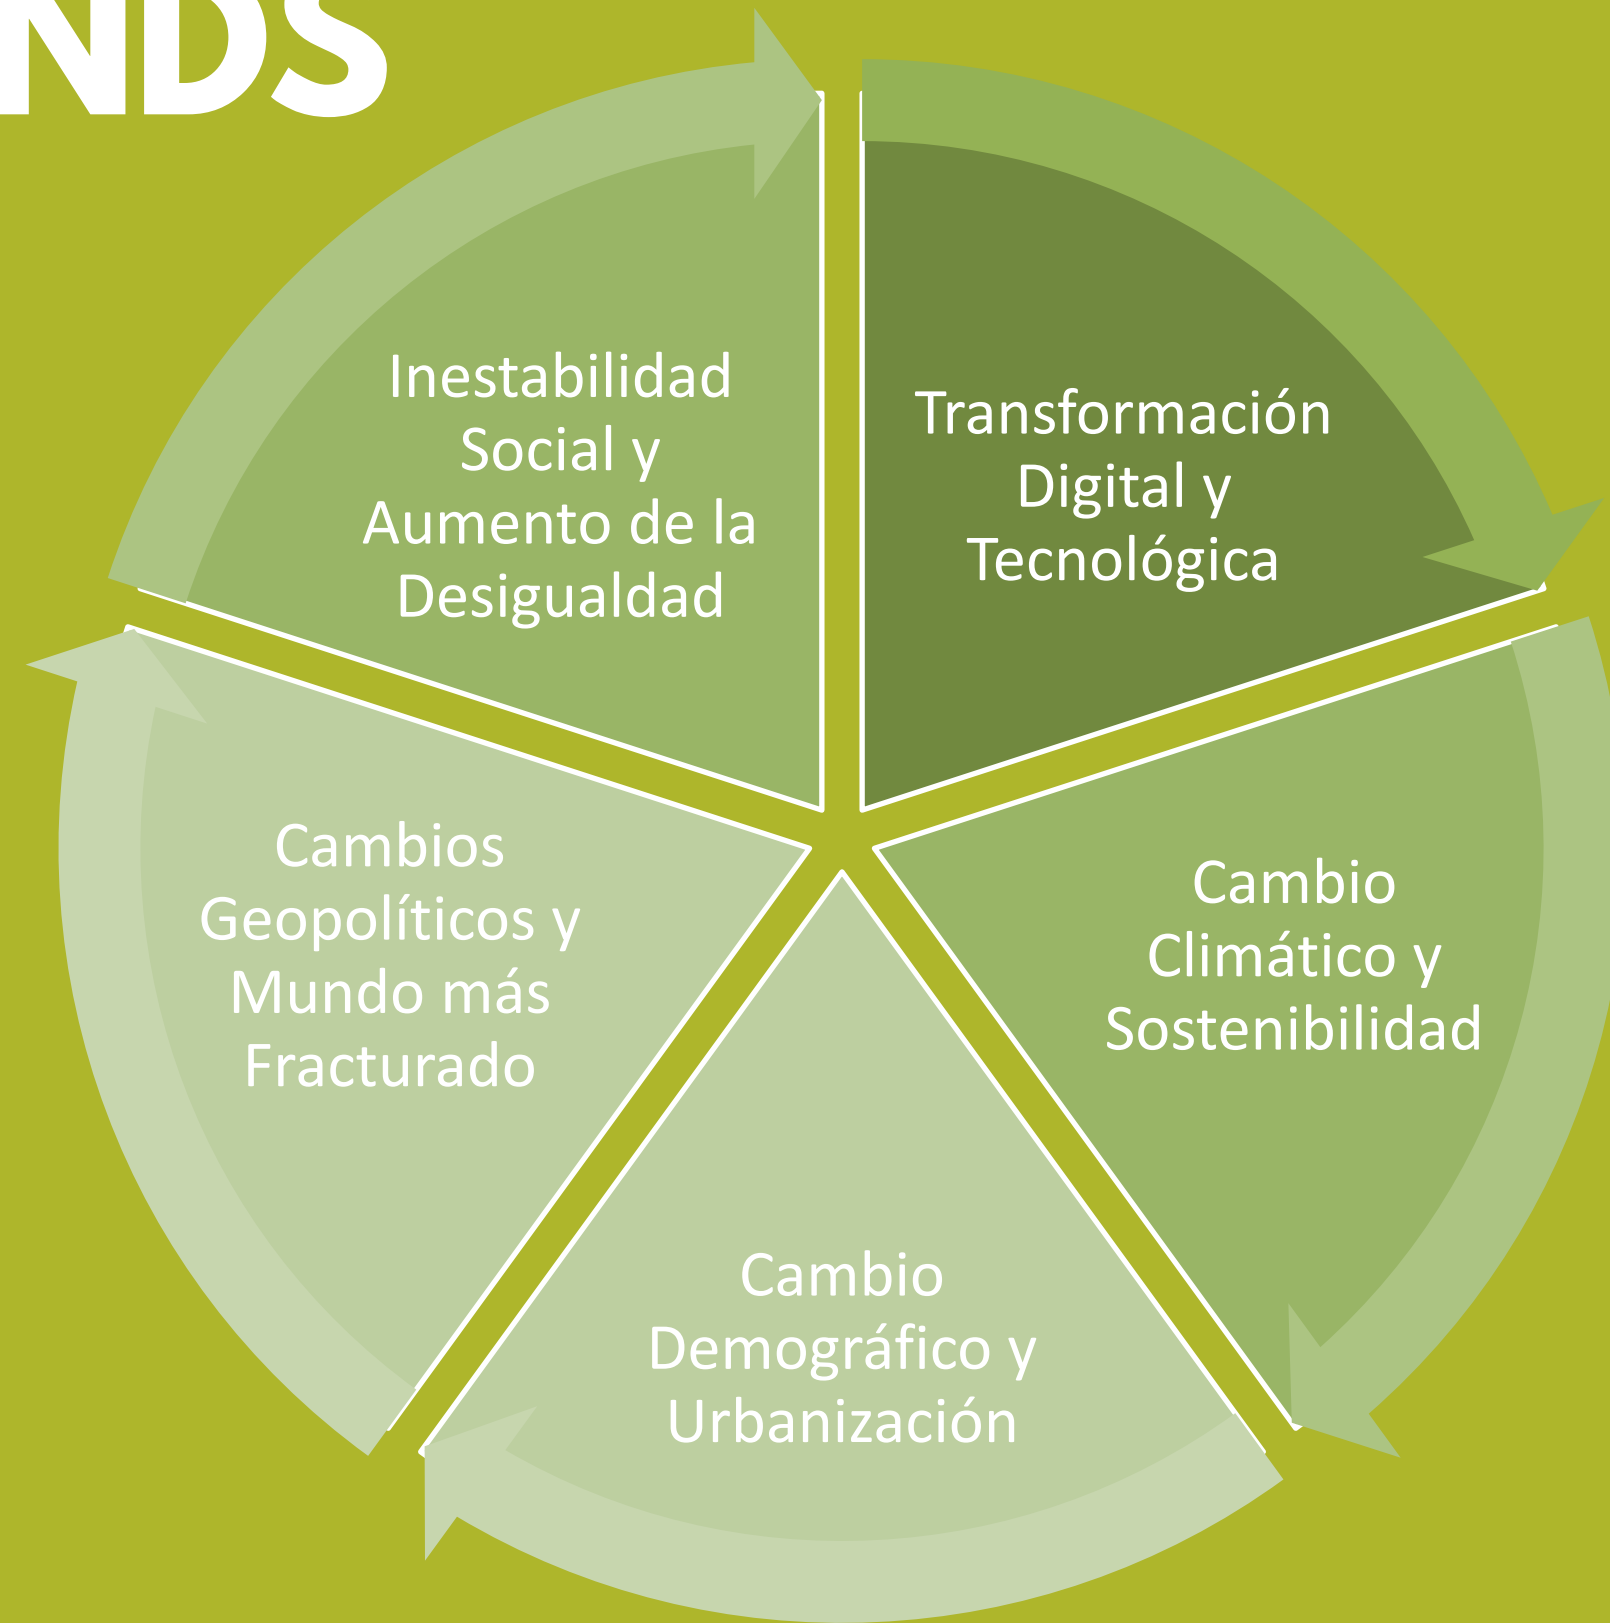 NDS
Inestabilidad
Social y
Aumento de la
Desigualdad
Transformación
Digital y
Tecnológica
Cambios
Geopolíticos y
Mundo más
Fracturado
Cambio
Climático y
Sostenibilidad
Cambio
Demográfico y
Urbanización